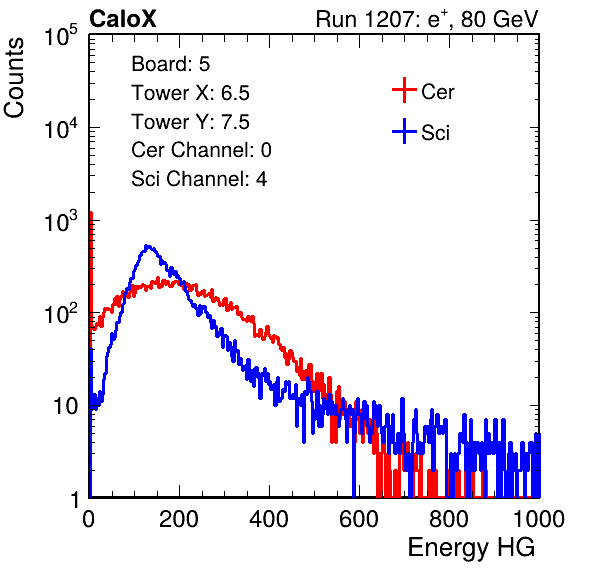 CaloX Run 1207: e⁺, 80 GeV
Board: 5
Tower X: 6.5
Tower Y: 7.5
Cer Channel: 0
Sci Channel: 4
Cer
Sci
Counts
10⁵
10⁴
10³
10²
10
1
0 200 400 600 800 1000
Energy HG